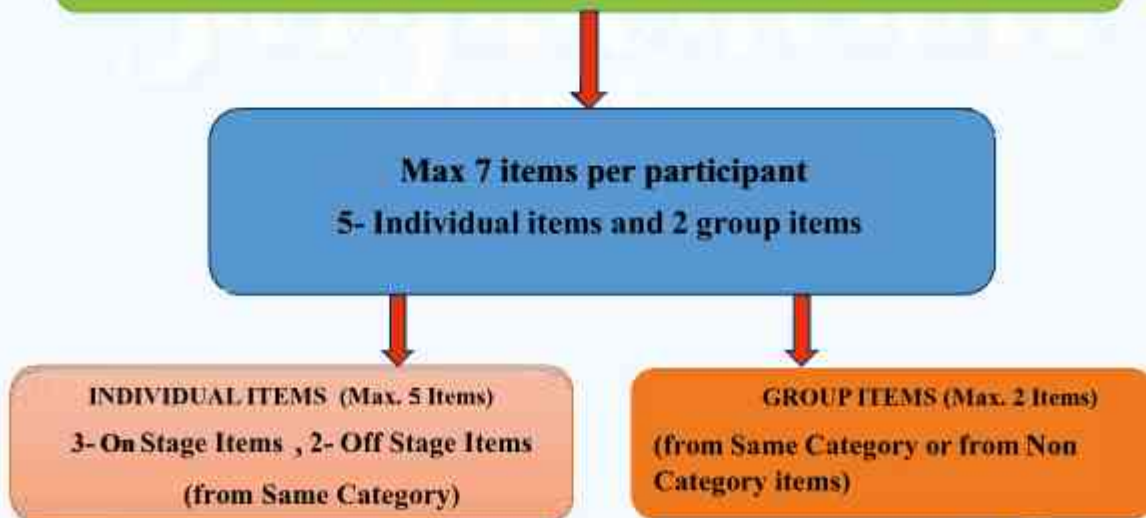 Max 7 items per participant
5- Individual items and 2 group items
INDIVIDUAL ITEMS (Max. 5 Items)
3- On Stage Items , 2- Off Stage Items
(from Same Category)
GROUP ITEMS (Max. 2 Items)
(from Same Category or from Non
Category items)